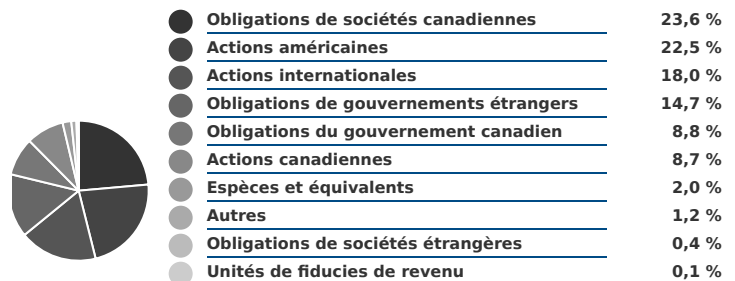 Obligations de sociétés canadiennes 23,6 %
Actions américaines 22,5 %
Actions internationales 18,0 %
Obligations de gouvernements étrangers 14,7 %
Obligations du gouvernement canadien 8,8 %
Actions canadiennes 8,7 %
Espèces et équivalents 2,0 %
Autres 1,2 %
Obligations de sociétés étrangères 0,4 %
Unités de fiducies de revenu 0,1 %